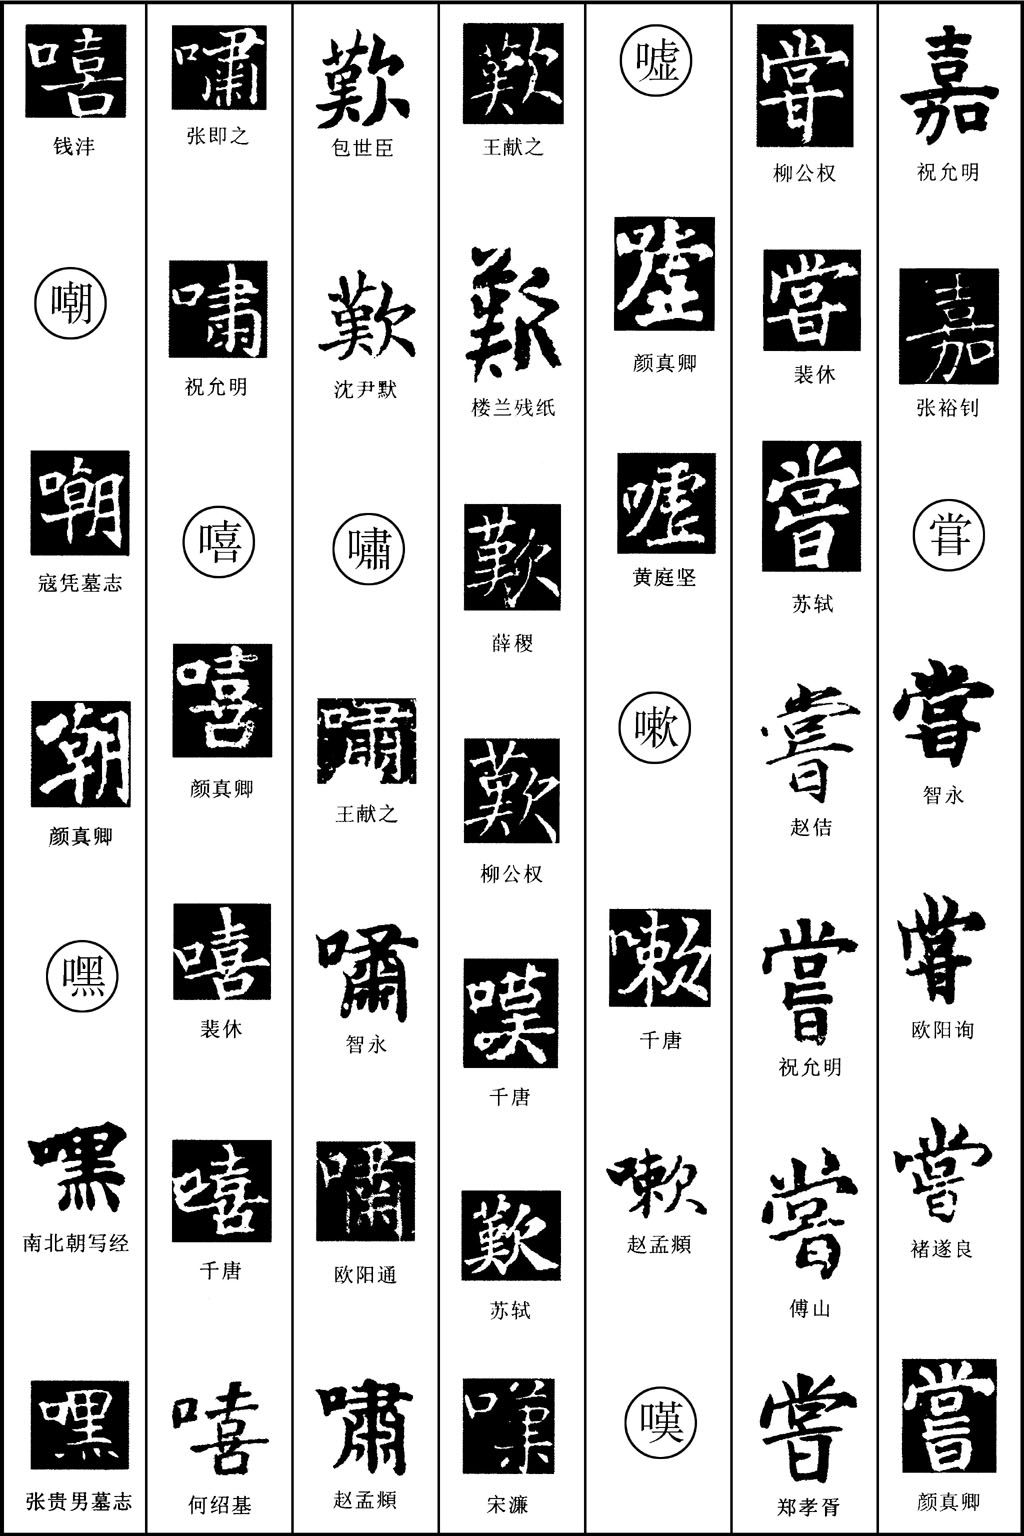 嘉
祝允明
嘉
张裕钊
嘗
嘗
智永
甞
欧阳询
嘗
褚遂良
嘗
颜真卿
甞
柳公权
嘗
裴休
嘗
苏轼
嘗
赵佶
嘗
祝允明
嘗
傅山
嘗
郑孝胥
嘘
嘘
颜真卿
嘘
黄庭坚
嗽
嗽
千唐
嗽
赵孟頫
嘆
歎
王献之
歎
楼兰残纸
歎
薛稷
歎
柳公权
嘆
千唐
歎
苏轼
嘆
宋濂
歎
包世臣
歎
沈尹默
嘯
嘯
王献之
嘯
智永
嘯
欧阳通
嘯
赵孟頫
嘯
张即之
嘯
祝允明
嘻
嘻
颜真卿
嘻
裴休
嘻
千唐
嘻
何绍基
嘻
钱沣
嘲
嘲
寇凭墓志
嘲
颜真卿
嘿
嘿
南北朝写经
嘿
张贵男墓志